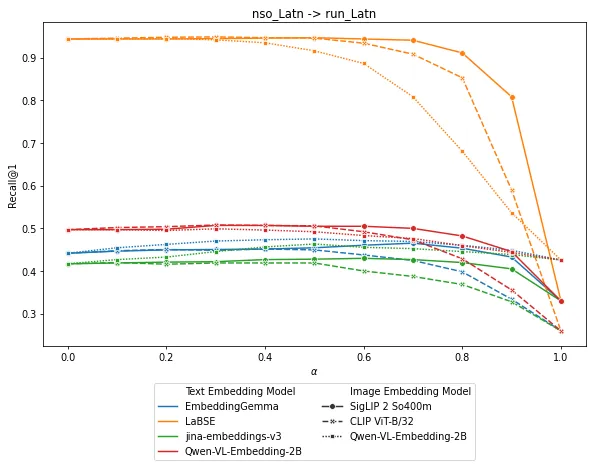 nso_Latn -> run_Latn
Recall@1
0.9
0.8
0.7
0.6
0.5
0.4
0.3
0.0 0.2 0.4 0.6 0.8 1.0
α
Text Embedding Model
EmbeddingGemma
LaBSE
jina-embeddings-v3
Qwen-VL-Embedding-2B
Image Embedding Model
SigLIP 2 So400m
CLIP ViT-B/32
Qwen-VL-Embedding-2B